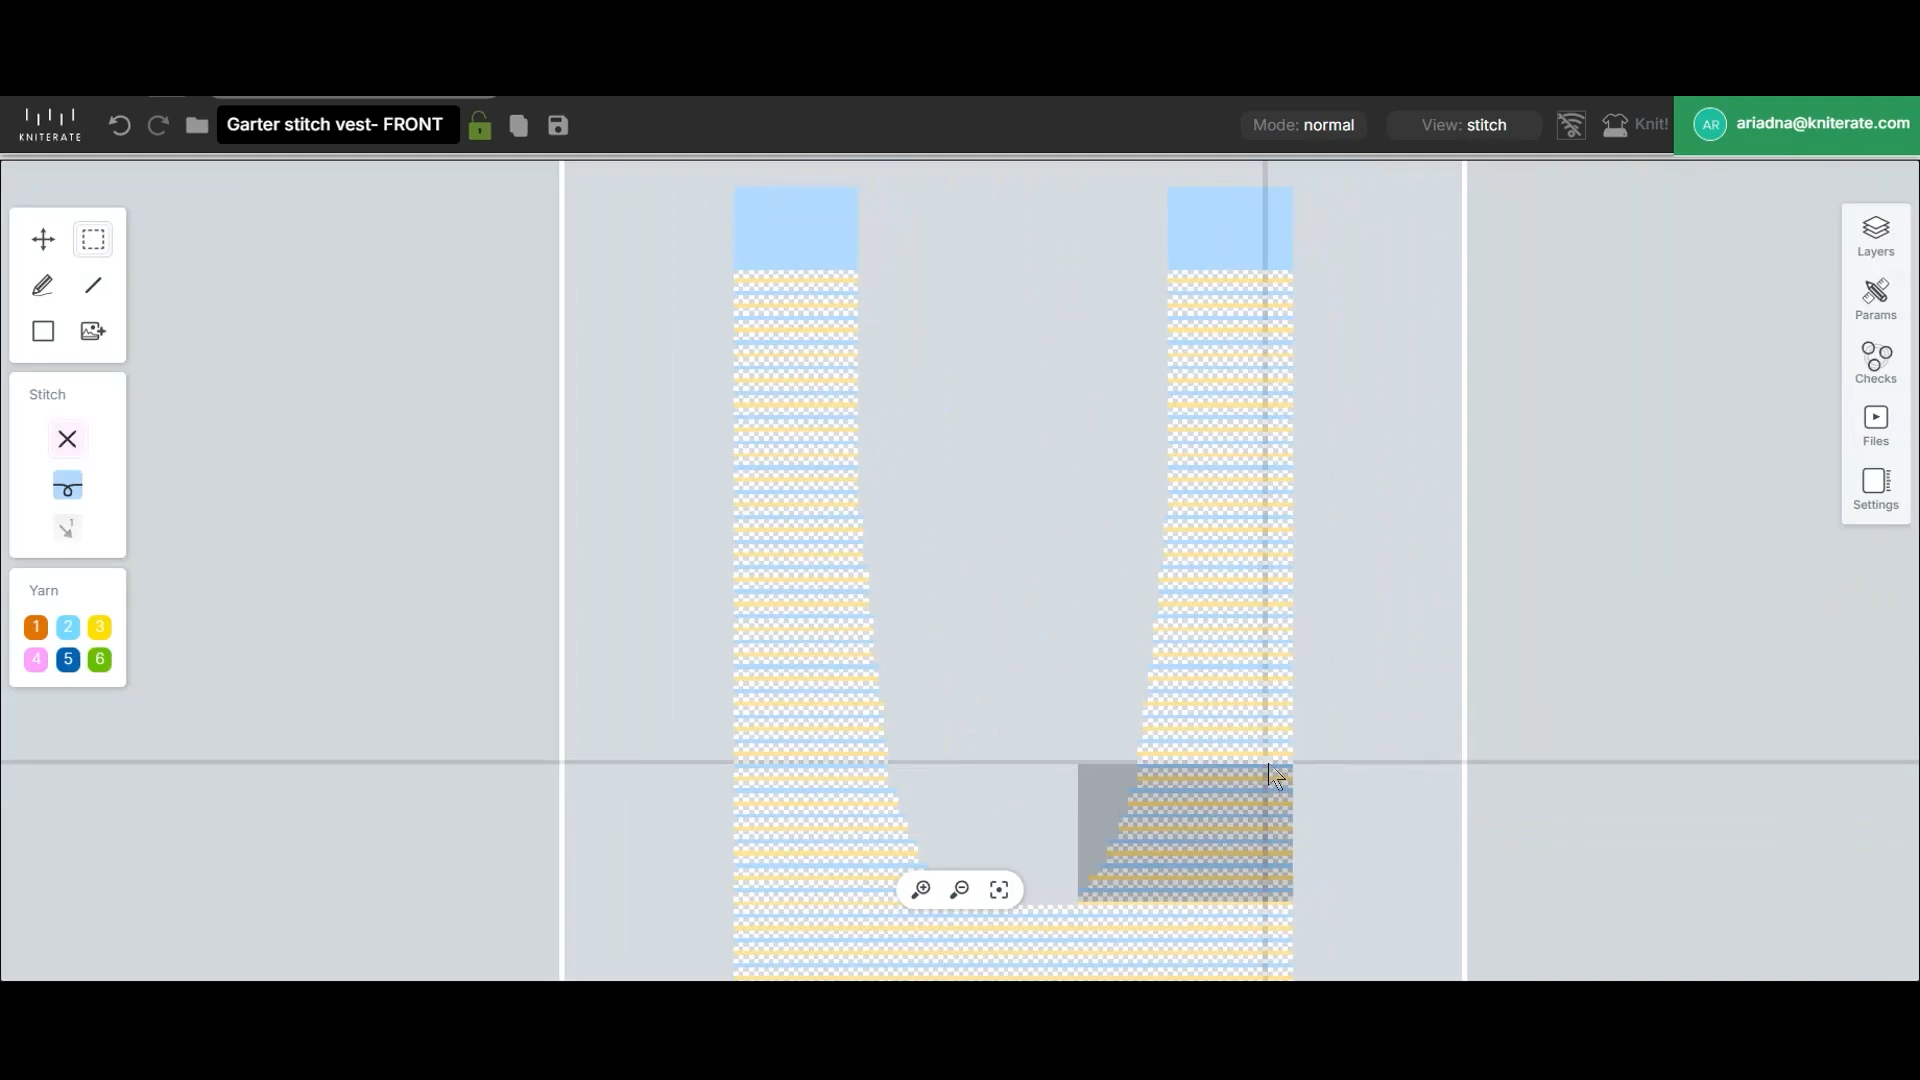 KNITERATE
Garter stitch vest- FRONT
Mode: normal
View: stitch
Knit!
AR
ariadna@kniterate.com
Stitch
1
Yarn
1 2 3
4 5 6
Layers
Params
Checks
Files
Settings